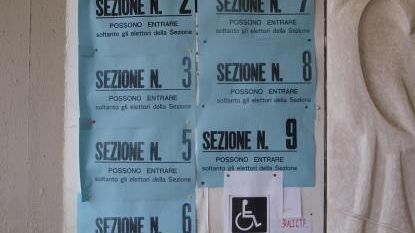 SEZIONE N. 2
POSSONO ENTRARE
soltanto gli elettori della Sezione
SEZIONE N. 3
POSSONO ENTRARE
soltanto gli elettori della Sezione
SEZIONE N. 5
POSSONO ENTRARE
soltanto gli elettori della Sezione
SEZIONE N. 6
SEZIONE N. 7
POSSONO ENTRARE
soltanto gli elettori della Sezione
SEZIONE N. 8
POSSONO ENTRARE
soltanto gli elettori della Sezione
SEZIONE N. 9
POSSONO ENTRARE
soltanto gli elettori della Sezione